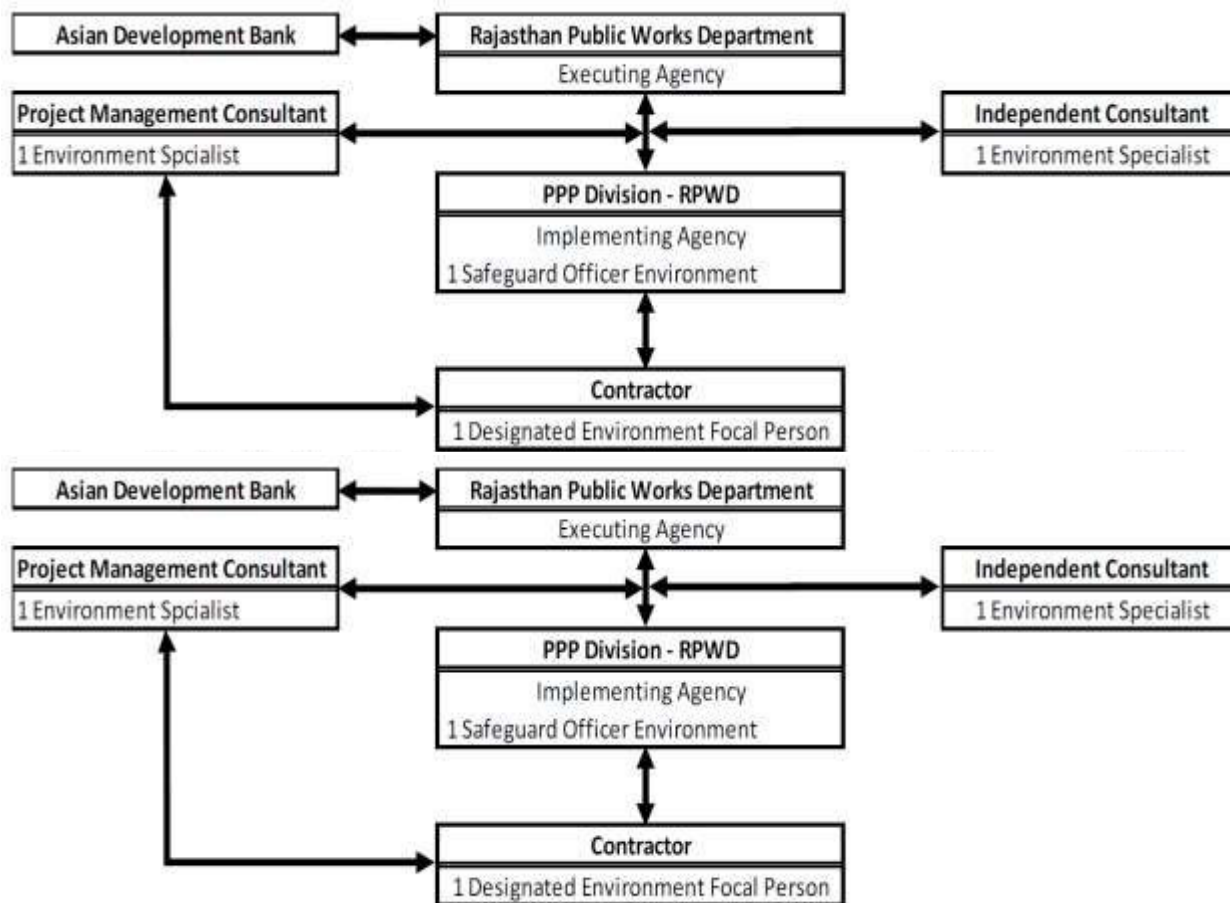 Asian Development Bank
Rajasthan Public Works Department
Executing Agency
Project Management Consultant
1 Environment Spcialist
Independent Consultant
1 Environment Specialist
PPP Division - RPWD
Implementing Agency
1 Safeguard Officer Environment
Contractor
1 Designated Environment Focal Person
Asian Development Bank
Rajasthan Public Works Department
Executing Agency
Project Management Consultant
1 Environment Spcialist
Independent Consultant
1 Environment Specialist
PPP Division - RPWD
Implementing Agency
1 Safeguard Officer Environment
Contractor
1 Designated Environment Focal Person